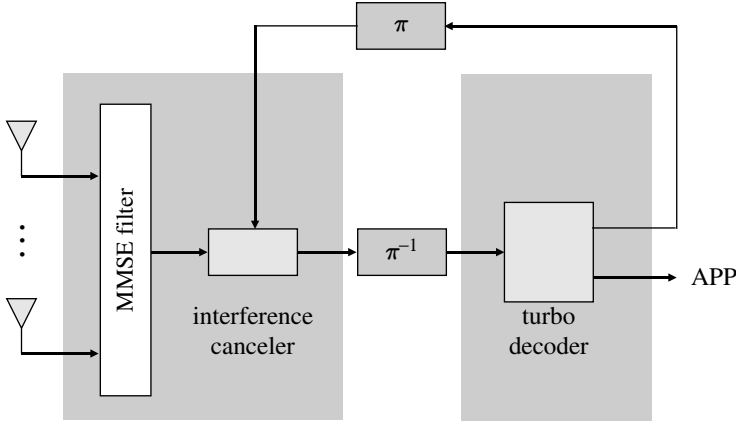 π
MMSE filter
...
π⁻¹
APP
interference
canceler
turbo
decoder